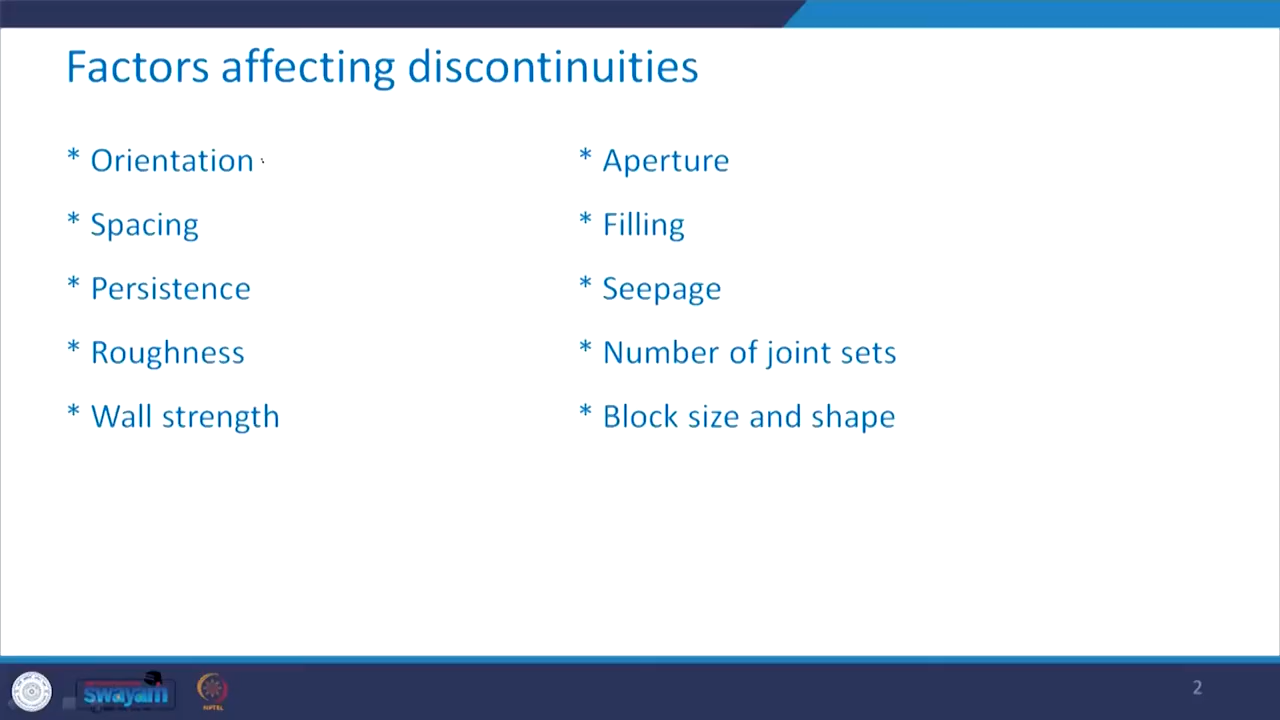 Factors affecting discontinuities
* Orientation
* Spacing
* Persistence
* Roughness
* Wall strength
* Aperture
* Filling
* Seepage
* Number of joint sets
* Block size and shape
swayam
NPTEL
2